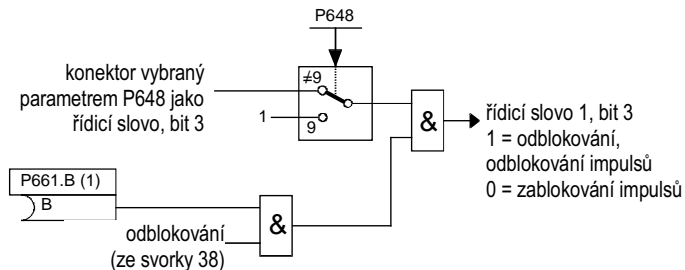 P648
konektor vybraný
parametrem P648 jako
řídicí slovo, bit 3
≠9
1
9
&
řídicí slovo 1, bit 3
1 = odblokování,
odblokování impulsů
0 = zablokování impulsů
P661.B (1)
B
&
odblokování
(ze svorky 38)